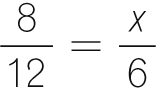 8/12 = x/6